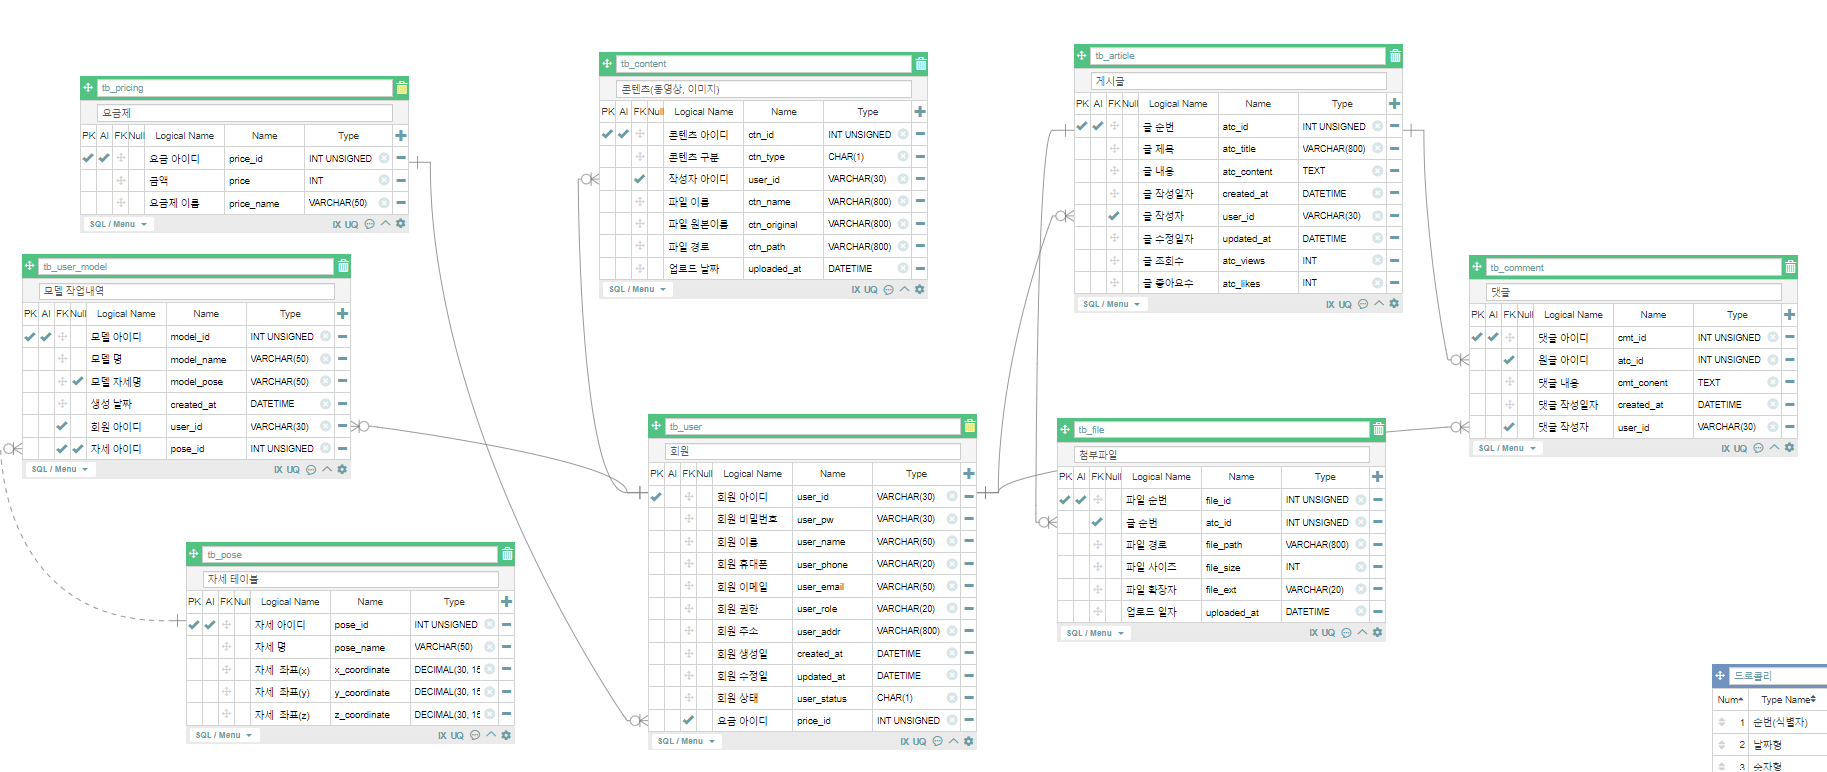 tb_pricing
요금제
PK AI FK Null Logical Name Name Type
요금 아이디 price_id INT UNSIGNED
금액 price INT
요금제 이름 price_name VARCHAR(50)
SQL / Menu IX UQ
tb_user_model
모델 작업내역
PK AI FK Null Logical Name Name Type
모델 아이디 model_id INT UNSIGNED
모델 명 model_name VARCHAR(50)
모델 자세명 model_pose VARCHAR(50)
생성 날짜 created_at DATETIME
회원 아이디 user_id VARCHAR(30)
자세 아이디 pose_id INT UNSIGNED
SQL / Menu IX UQ
tb_pose
자세 테이블
PK AI FK Null Logical Name Name Type
자세 아이디 pose_id INT UNSIGNED
자세 명 pose_name VARCHAR(50)
자세 좌표(x) x_coordinate DECIMAL(30, 15
자세 좌표(y) y_coordinate DECIMAL(30, 15
자세 좌표(z) z_coordinate DECIMAL(30, 15
SQL / Menu IX UQ
tb_content
콘텐츠(동영상, 이미지)
PK AI FK Null Logical Name Name Type
콘텐츠 아이디 ctn_id INT UNSIGNED
콘텐츠 구분 ctn_type CHAR(1)
작성자 아이디 user_id VARCHAR(30)
파일 이름 ctn_name VARCHAR(800)
파일 원본이름 ctn_original VARCHAR(800)
파일 경로 ctn_path VARCHAR(800)
업로드 날짜 uploaded_at DATETIME
SQL / Menu IX UQ
tb_user
회원
PK AI FK Null Logical Name Name Type
회원 아이디 user_id VARCHAR(30)
회원 비밀번호 user_pw VARCHAR(30)
회원 이름 user_name VARCHAR(50)
회원 휴대폰 user_phone VARCHAR(20)
회원 이메일 user_email VARCHAR(50)
회원 권한 user_role VARCHAR(20)
회원 주소 user_addr VARCHAR(800)
회원 생성일 created_at DATETIME
회원 수정일 updated_at DATETIME
회원 상태 user_status CHAR(1)
요금 아이디 price_id INT UNSIGNED
SQL / Menu IX UQ
tb_article
게시글
PK AI FK Null Logical Name Name Type
글 순번 atc_id INT UNSIGNED
글 제목 atc_title VARCHAR(800)
글 내용 atc_content TEXT
글 작성일자 created_at DATETIME
글 작성자 user_id VARCHAR(30)
글 수정일자 updated_at DATETIME
글 조회수 atc_views INT
글 좋아요수 atc_likes INT
SQL / Menu IX UQ
tb_file
첨부파일
PK AI FK Null Logical Name Name Type
파일 순번 file_id INT UNSIGNED
글 순번 atc_id INT UNSIGNED
파일 경로 file_path VARCHAR(800)
파일 사이즈 file_size INT
파일 확장자 file_ext VARCHAR(20)
업로드 일자 uploaded_at DATETIME
SQL / Menu IX UQ
tb_comment
댓글
PK AI FK Null Logical Name Name Type
댓글 아이디 cmt_id INT UNSIGNED
원글 아이디 atc_id INT UNSIGNED
댓글 내용 cmt_conent TEXT
댓글 작성일자 created_at DATETIME
댓글 작성자 user_id VARCHAR(30)
SQL / Menu IX UQ
드로쿨리
Num Type Name
1 순번(식별자)
2 날짜형
3 숫자형